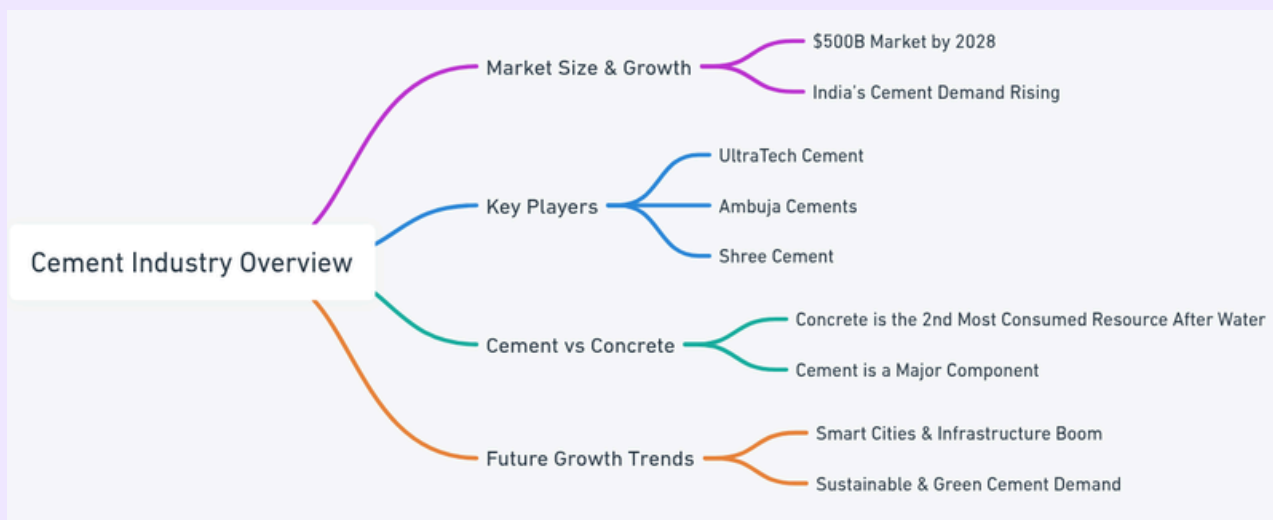 Cement Industry Overview
Market Size & Growth
$500B Market by 2028
India's Cement Demand Rising
Key Players
UltraTech Cement
Ambuja Cements
Shree Cement
Cement vs Concrete
Concrete is the 2nd Most Consumed Resource After Water
Cement is a Major Component
Future Growth Trends
Smart Cities & Infrastructure Boom
Sustainable & Green Cement Demand